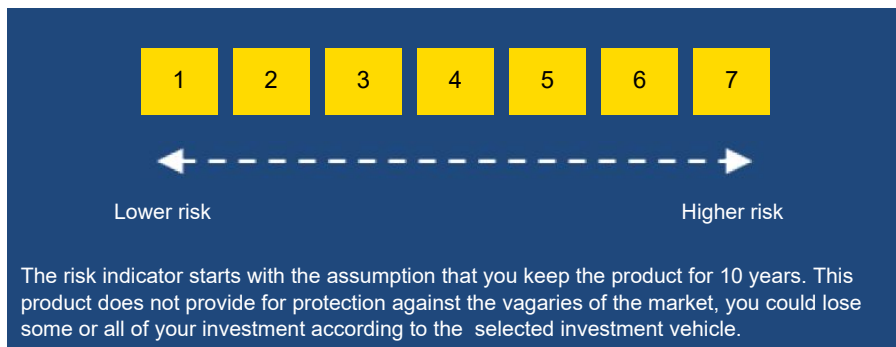 1 2 3 4 5 6 7
Lower risk Higher risk
The risk indicator starts with the assumption that you keep the product for 10 years. This
product does not provide for protection against the vagaries of the market, you could lose
some or all of your investment according to the  selected investment vehicle.